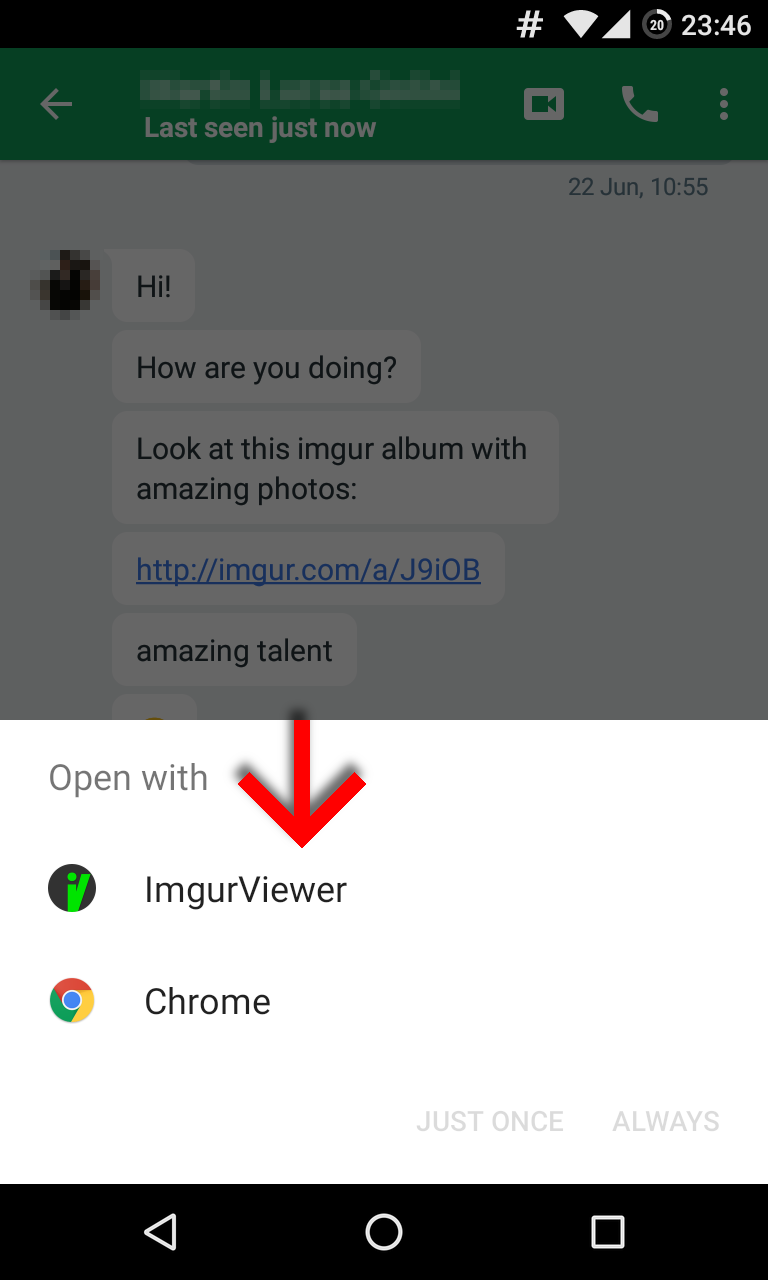 # 20 23:46
Last seen just now
22 Jun, 10:55
Hi!
How are you doing?
Look at this imgur album with
amazing photos:
http://imgur.com/a/J9iOB
amazing talent
Open with
ImgurViewer
Chrome
JUST ONCE ALWAYS